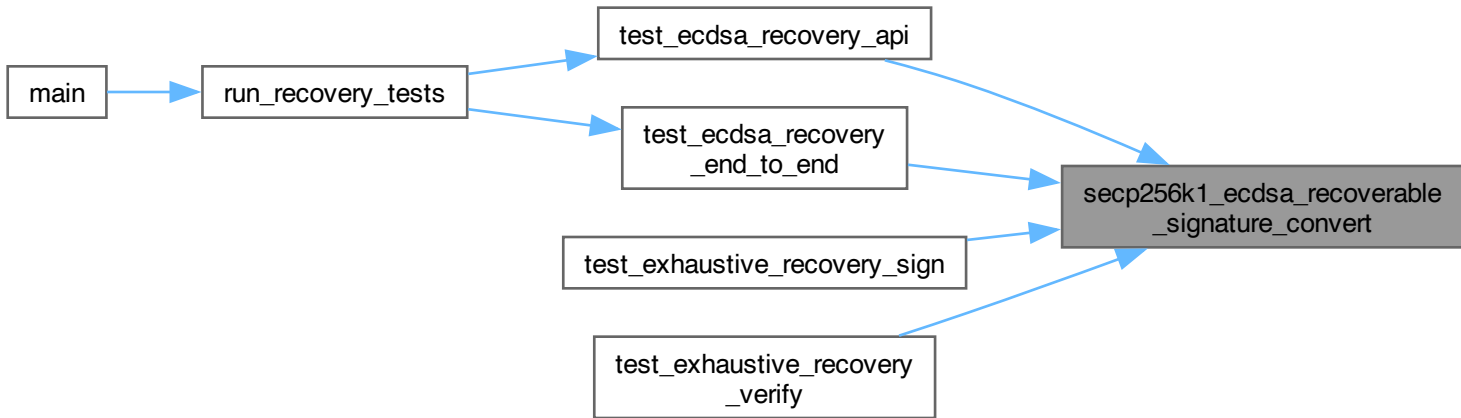 main
run_recovery_tests
test_ecdsa_recovery_api
test_ecdsa_recovery
_end_to_end
test_exhaustive_recovery_sign
test_exhaustive_recovery
_verify
secp256k1_ecdsa_recoverable
_signature_convert